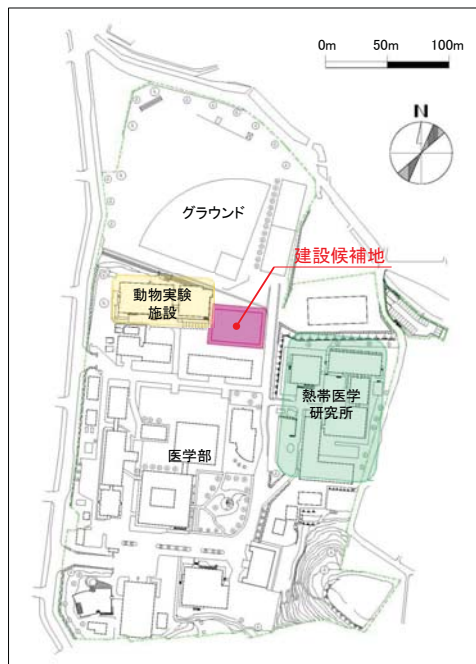 0m 50m 100m
N
グラウンド
建設候補地
動物実験
施設
熱帯医学
研究所
医学部